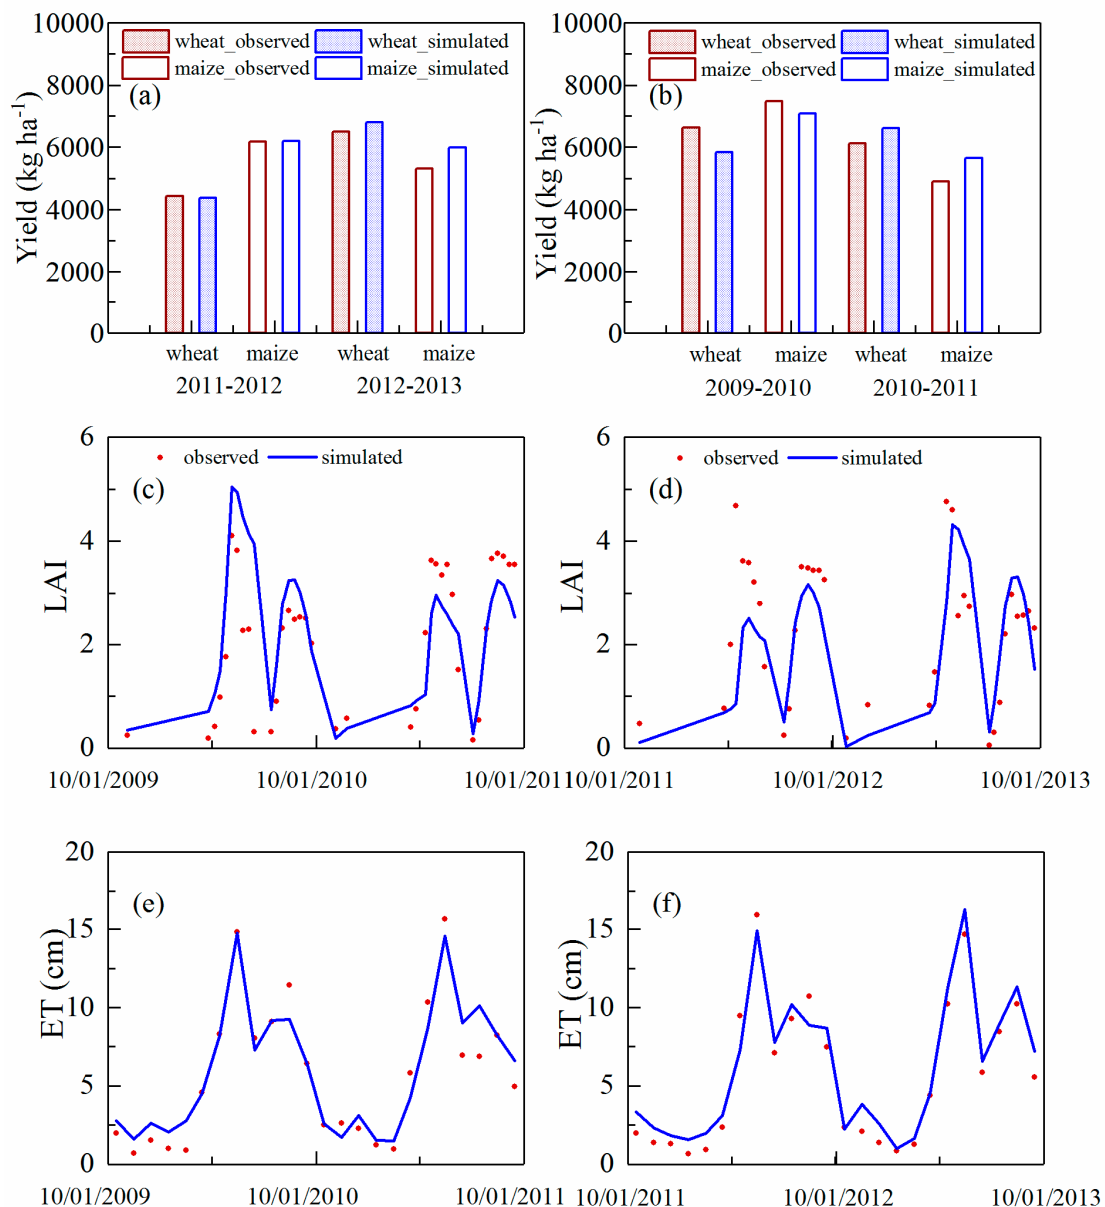 10000
8000
6000
4000
2000
0
Yield (kg ha⁻¹)
wheat_observed wheat_simulated
maize_observed maize_simulated
(a)
wheat maize wheat maize
2011-2012 2012-2013
10000
8000
6000
4000
2000
0
Yield (kg ha⁻¹)
wheat_observed wheat_simulated
maize_observed maize_simulated
(b)
wheat maize wheat maize
2009-2010 2010-2011
6
4
2
0
LAI
observed simulated
(c)
10/01/2009 10/01/2010 10/01/2011
6
4
2
0
LAI
observed simulated
(d)
10/01/2011 10/01/2012 10/01/2013
20
15
10
5
0
ET (cm)
(e)
10/01/2009 10/01/2010 10/01/2011
20
15
10
5
0
ET (cm)
(f)
10/01/2011 10/01/2012 10/01/2013